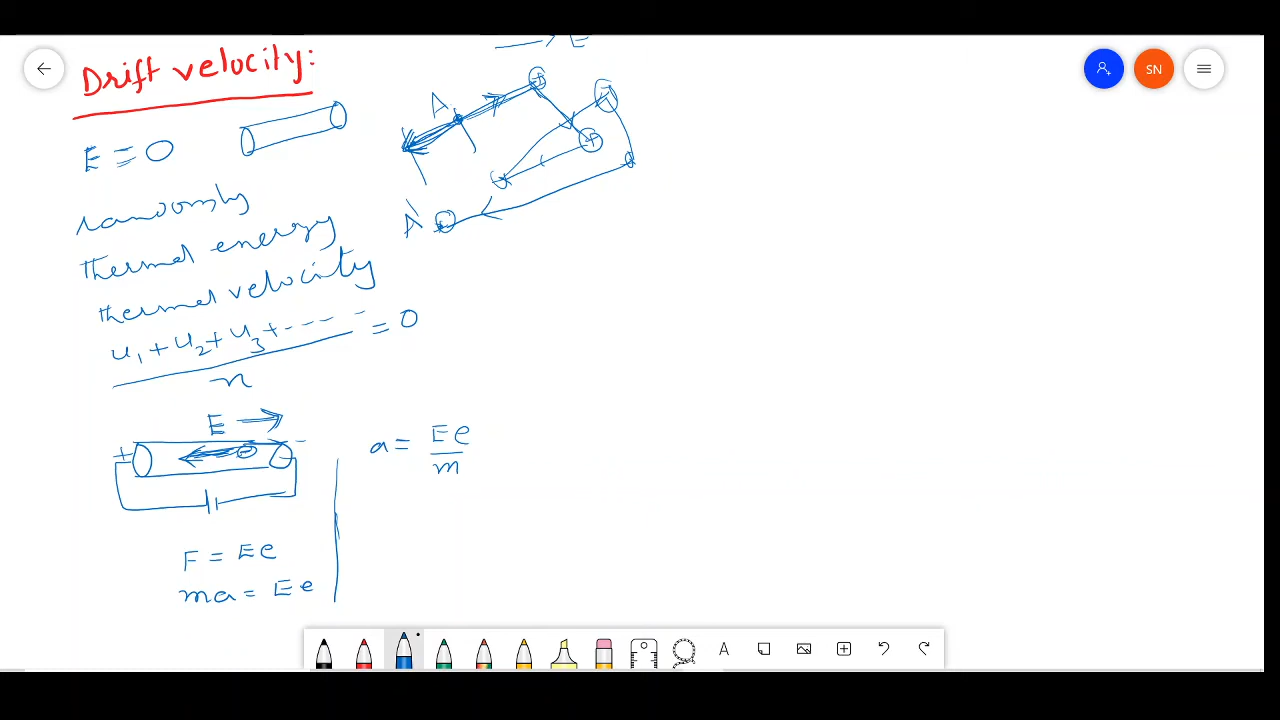 Drift velocity:
→ E
SN
E = 0
A
randomly
thermal energy
A'
thermal velocity
u1 + u2 + u3 + ---- = 0
n
E →
+ -
a = Ee
m
F = Ee
ma = Ee
A